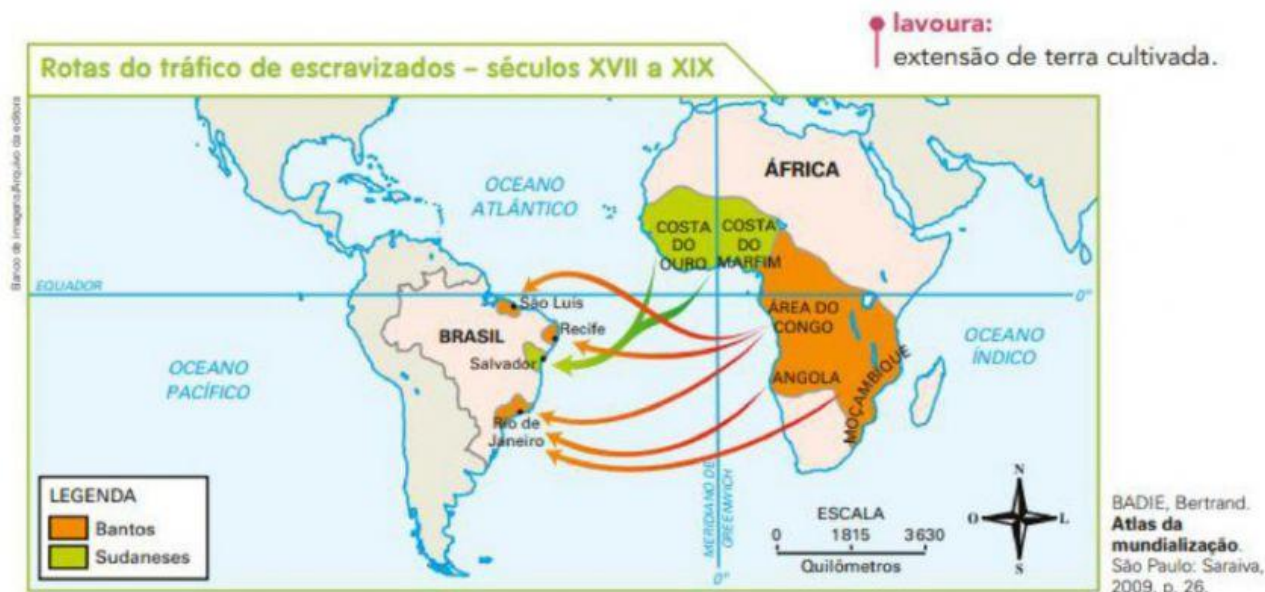 lavoura:
extensão de terra cultivada.
Rotas do tráfico de escravizados – séculos XVII a XIX
Banco de imagens/Arquivo da editora
ÁFRICA
OCEANO
ATLÂNTICO
COSTA
DO
OURO
COSTA
DO
MARFIM
EQUADOR
0°
São Luís
ÁREA DO
CONGO
BRASIL
Recife
OCEANO
ÍNDICO
Salvador
OCEANO
PACÍFICO
ANGOLA
MOÇAMBIQUE
Rio de
Janeiro
MERIDIANO DE
GREENWICH
0°
LEGENDA
Bantos
Sudaneses
ESCALA
0 1815 3630
Quilômetros
N
O L
S
BADIE, Bertrand.
Atlas da
mundialização.
São Paulo: Saraiva,
2009. p. 26.